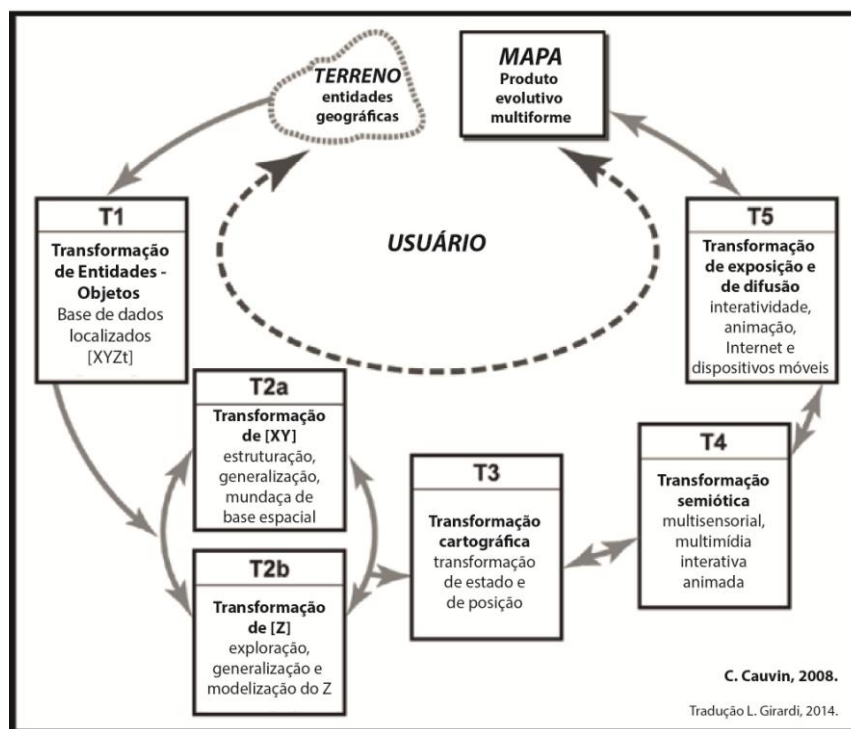 TERRENO
entidades
geográficas
MAPA
Produto
evolutivo
multiforme
USUÁRIO
T1
Transformação
de Entidades -
Objetos
Base de dados
localizados
[XYZt]
T2a
Transformação
de [XY]
estruturação,
generalização,
mundaça de
base espacial
T2b
Transformação
de [Z]
exploração,
generalização e
modelização do Z
T3
Transformação
cartográfica
transformação
de estado e
de posição
T4
Transformação
semiótica
multisensorial,
multimídia
interativa
animada
T5
Transformação
de exposição e
de difusão
interatividade,
animação,
Internet e
dispositivos móveis
C. Cauvin, 2008.
Tradução L. Girardi, 2014.